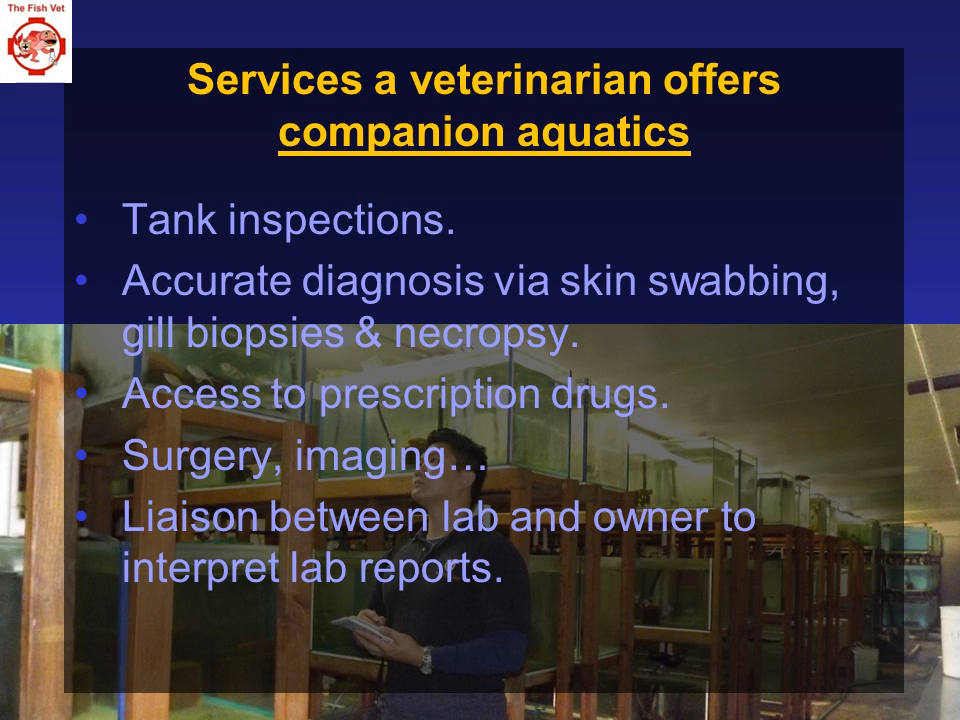 The Fish Vet
Services a veterinarian offers
companion aquatics
• Tank inspections.
• Accurate diagnosis via skin swabbing,
gill biopsies & necropsy.
• Access to prescription drugs.
• Surgery, imaging…
• Liaison between lab and owner to
interpret lab reports.